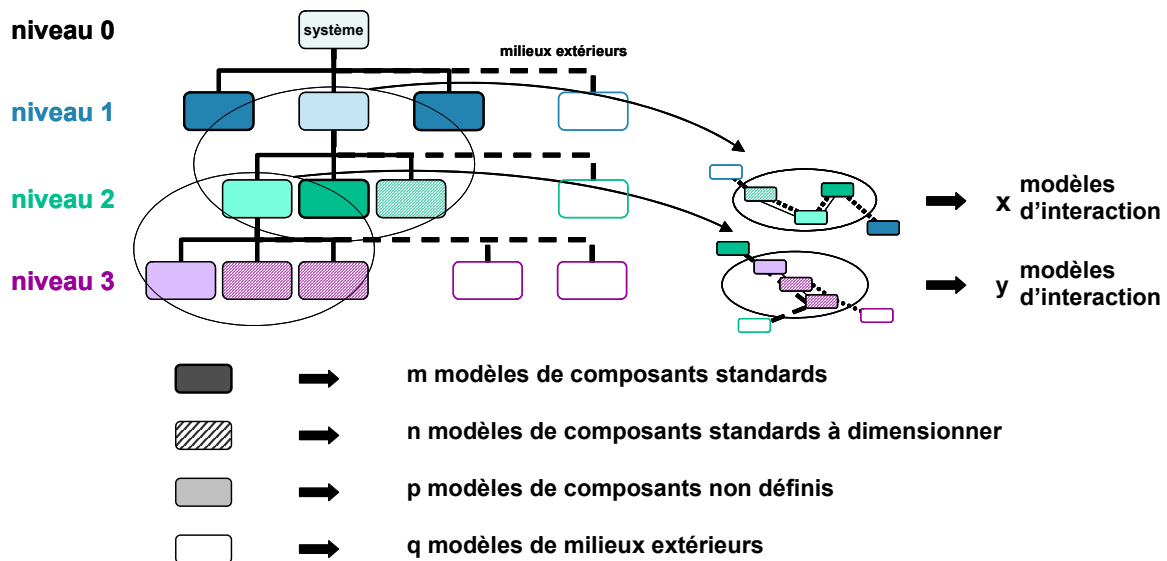 niveau 0
système
milieux extérieurs
niveau 1
niveau 2
x modèles
d'interaction
niveau 3
y modèles
d'interaction
m modèles de composants standards
n modèles de composants standards à dimensionner
p modèles de composants non définis
q modèles de milieux extérieurs